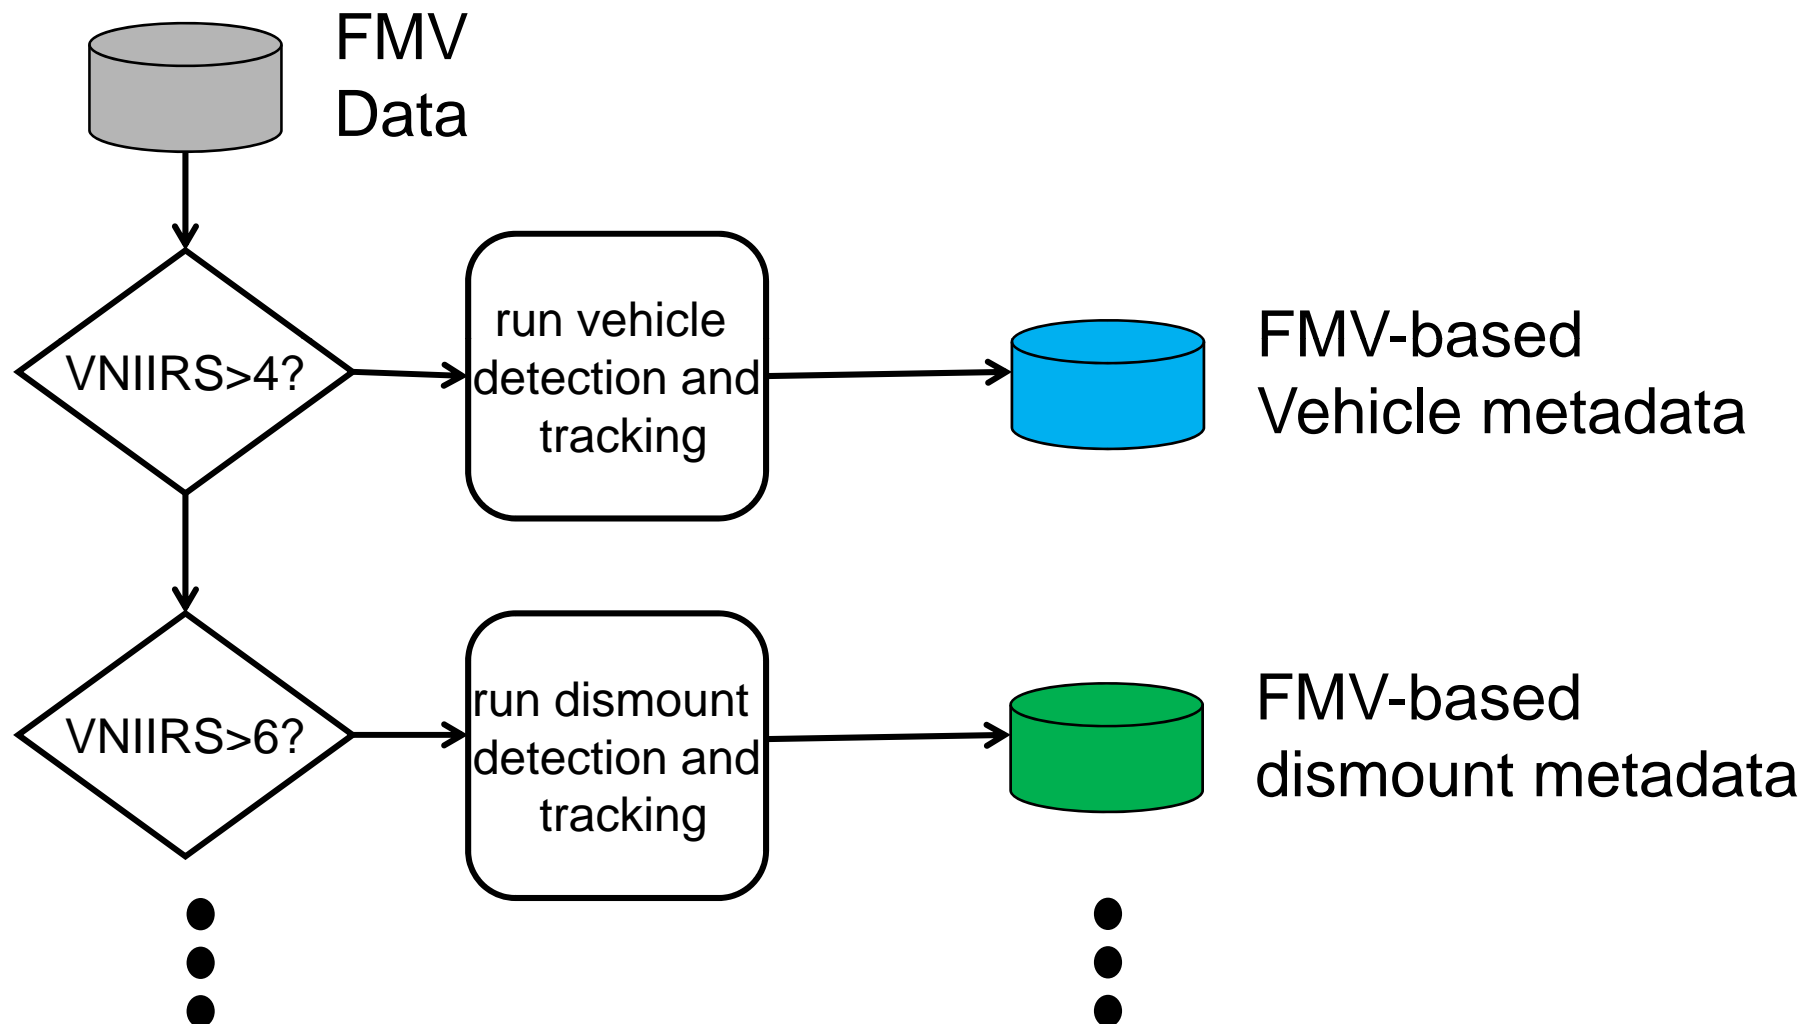 FMV
Data
VNIIRS>4?
run vehicle
detection and
tracking
FMV-based
Vehicle metadata
VNIIRS>6?
run dismount
detection and
tracking
FMV-based
dismount metadata